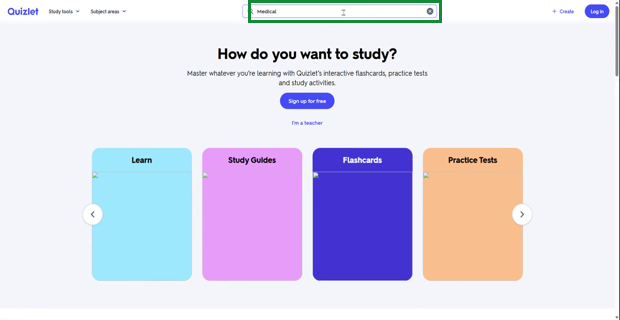 Quizlet Study tools Subject areas Medical + Create Log in
How do you want to study?
Master whatever you're learning with Quizlet's interactive flashcards, practice tests
and study activities.
Sign up for free
I'm a teacher
Learn Study Guides Flashcards Practice Tests